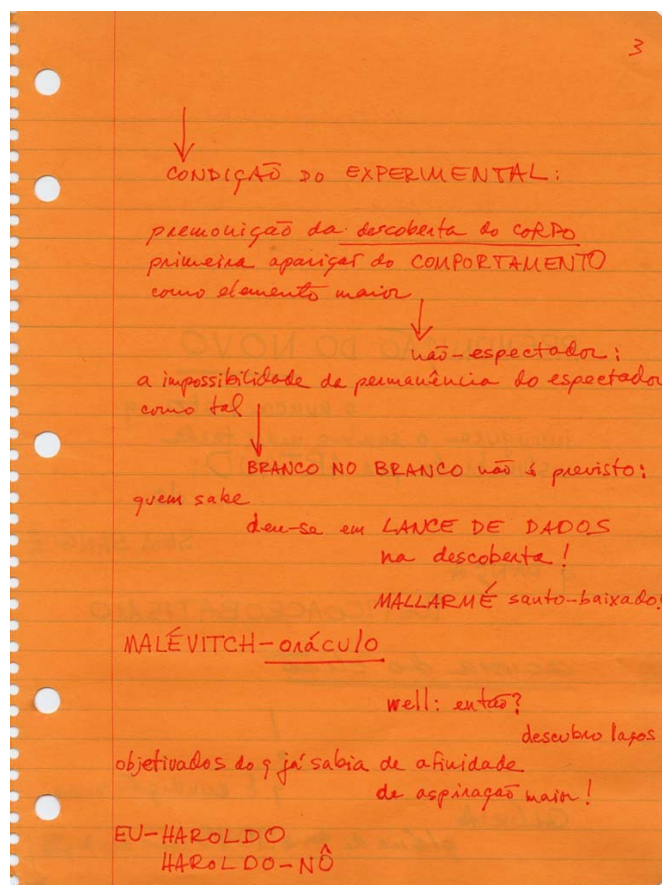 3
CONDIÇÃO DO EXPERIMENTAL:
premonição da descoberta do CORPO
primeira aparição do COMPORTAMENTO
como elemento maior
não-espectador:
a impossibilidade da permanência do espectador
como tal
BRANCO NO BRANCO não é previsto:
quem sabe
deu-se em LANCE DE DADOS
na descoberta!
MALLARMÉ santo-baixado!
MALÉVITCH-oráculo
well: então?
descubro laços
objetivados do q já sabia de afinidade
de aspiração maior!
EU-HAROLDO
HAROLDO-NÔ